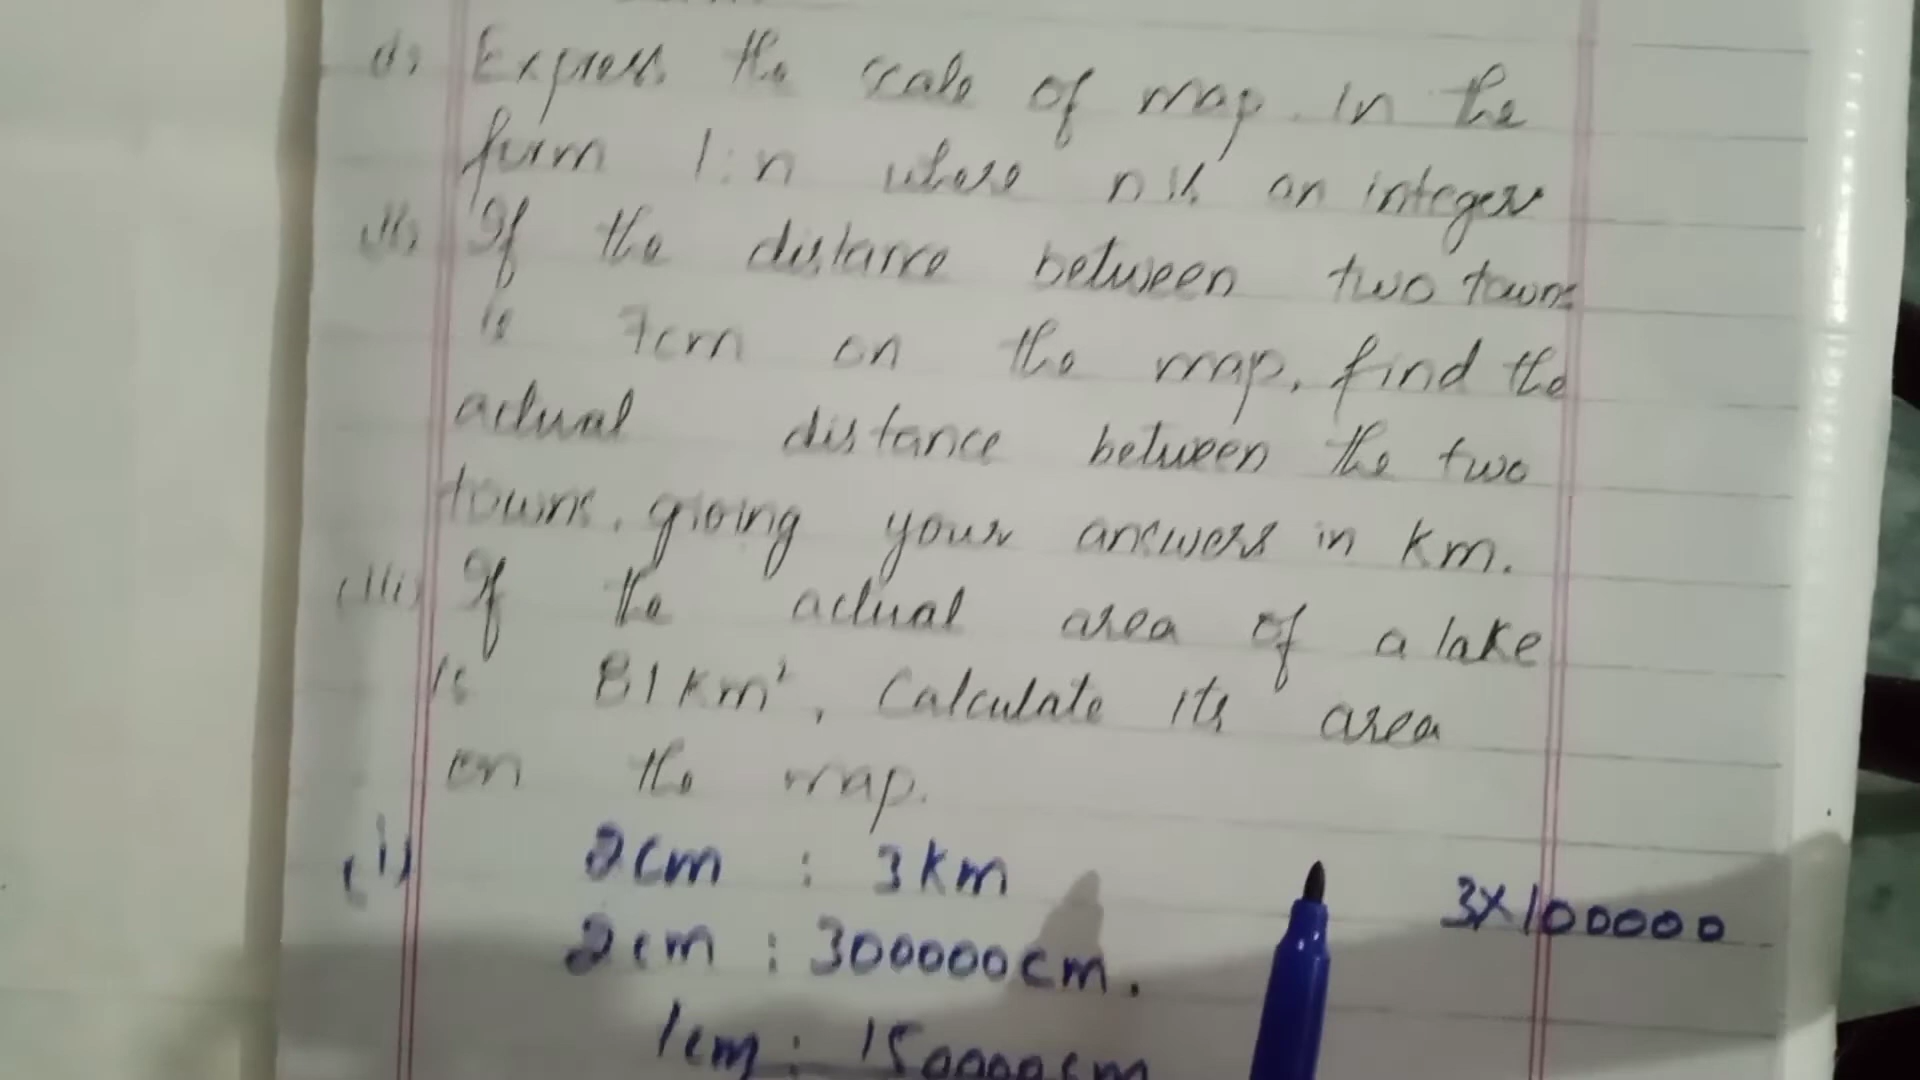 (i) Express the scale of map in the
form 1:n where n is an integer
(ii) If the distance between two towns
is 7cm on the map, find the
actual distance between the two
towns, giving your answers in km.
(iii) If the actual area of a lake
is 81km², Calculate its area
on the map.
(i) 2cm : 3km
3x100000
2cm : 300000cm.
1cm : 150000cm